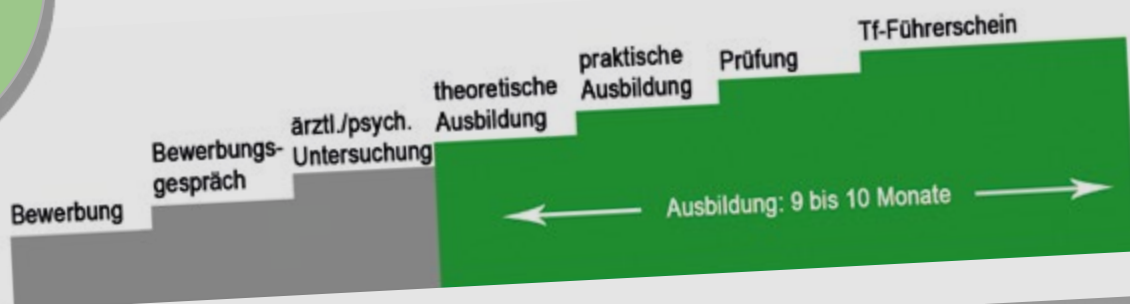 Bewerbung
Bewerbungs-
gespräch
ärztl./psych.
Untersuchung
theoretische
Ausbildung
praktische
Ausbildung
Prüfung
Tf-Führerschein
Ausbildung: 9 bis 10 Monate